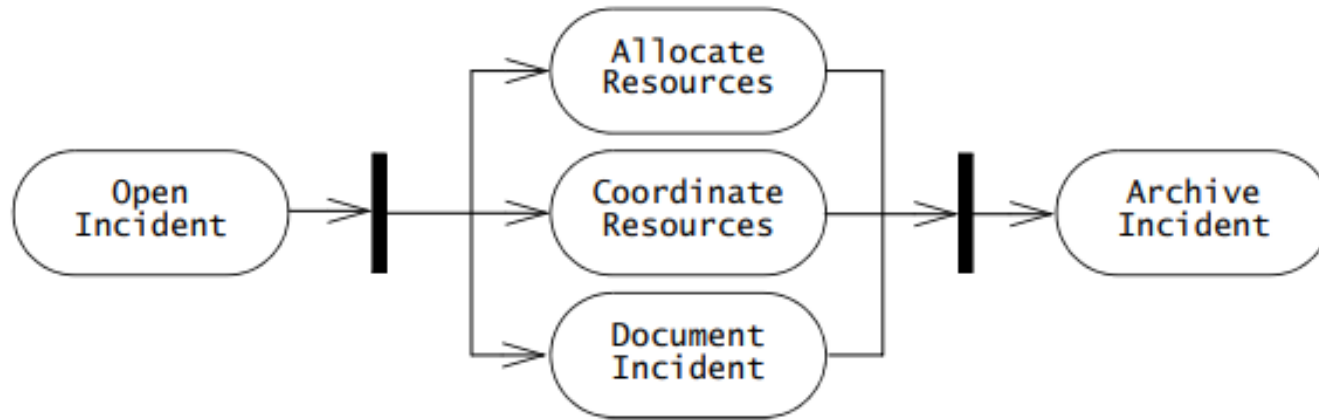 Open
Incident
Allocate
Resources
Coordinate
Resources
Document
Incident
Archive
Incident